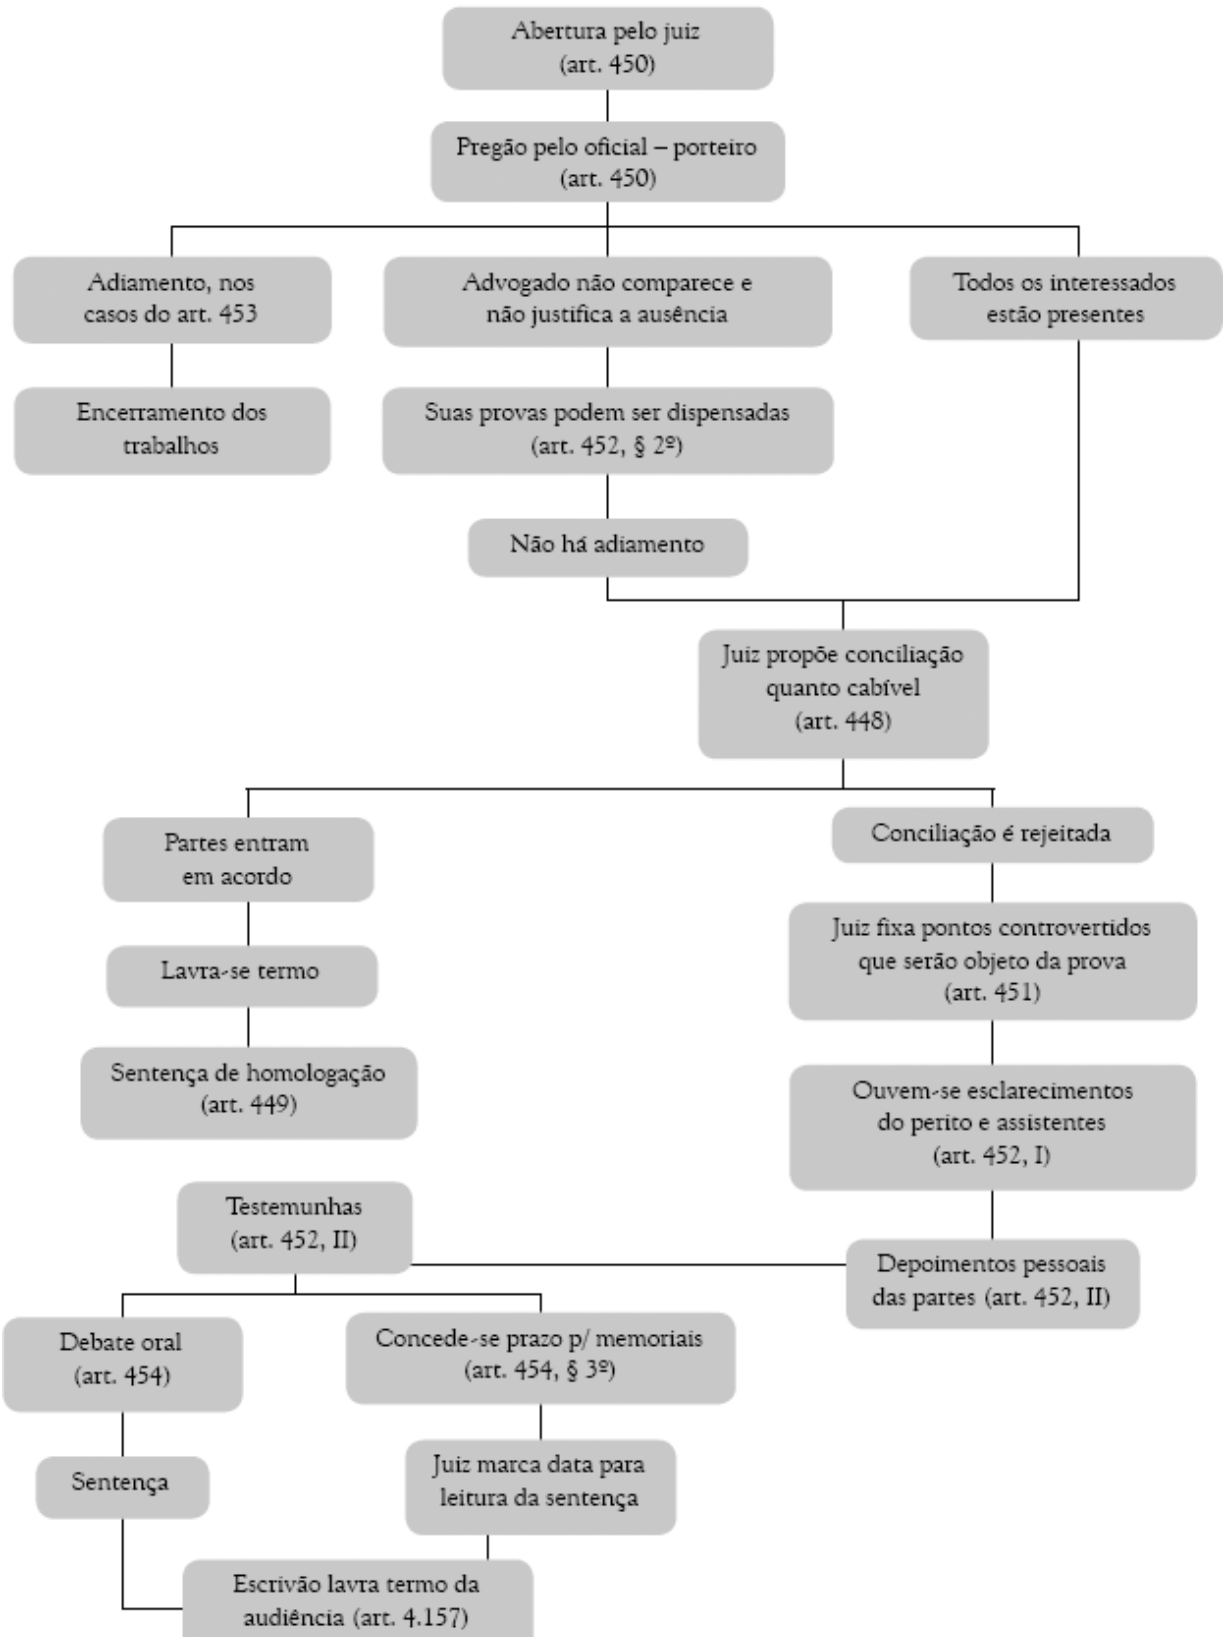 Abertura pelo juiz
(art. 450)
Pregão pelo oficial – porteiro
(art. 450)
Adiamento, nos
casos do art. 453
Advogado não comparece e
não justifica a ausência
Todos os interessados
estão presentes
Encerramento dos
trabalhos
Suas provas podem ser dispensadas
(art. 452, § 2º)
Não há adiamento
Juiz propõe conciliação
quanto cabível
(art. 448)
Partes entram
em acordo
Conciliação é rejeitada
Lavra-se termo
Juiz fixa pontos controvertidos
que serão objeto da prova
(art. 451)
Sentença de homologação
(art. 449)
Ouvem-se esclarecimentos
do perito e assistentes
(art. 452, I)
Testemunhas
(art. 452, II)
Depoimentos pessoais
das partes (art. 452, II)
Debate oral
(art. 454)
Concede-se prazo p/ memoriais
(art. 454, § 3º)
Sentença
Juiz marca data para
leitura da sentença
Escrivão lavra termo da
audiência (art. 4.157)